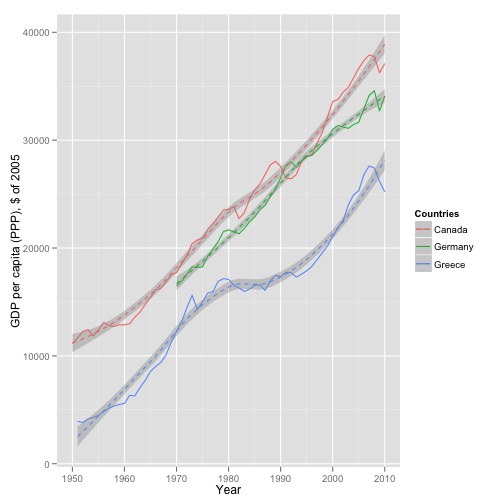 GDP per capita (PPP), $ of 2005
40000
30000
20000
10000
0
1950 1960 1970 1980 1990 2000 2010
Year
Countries
Canada
Germany
Greece